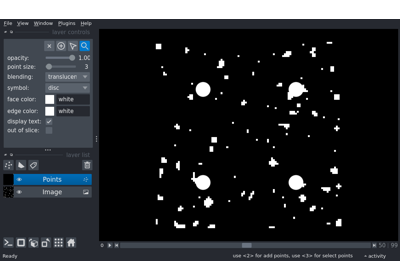 File View Window Plugins Help
layer controls
opacity: 1.00
point size: 3
blending: translucen
symbol: disc
face color: white
edge color: white
display text:
out of slice:
layer list
Points
Image
0 50 99
Ready use <2> for add points, use <3> for select points activity